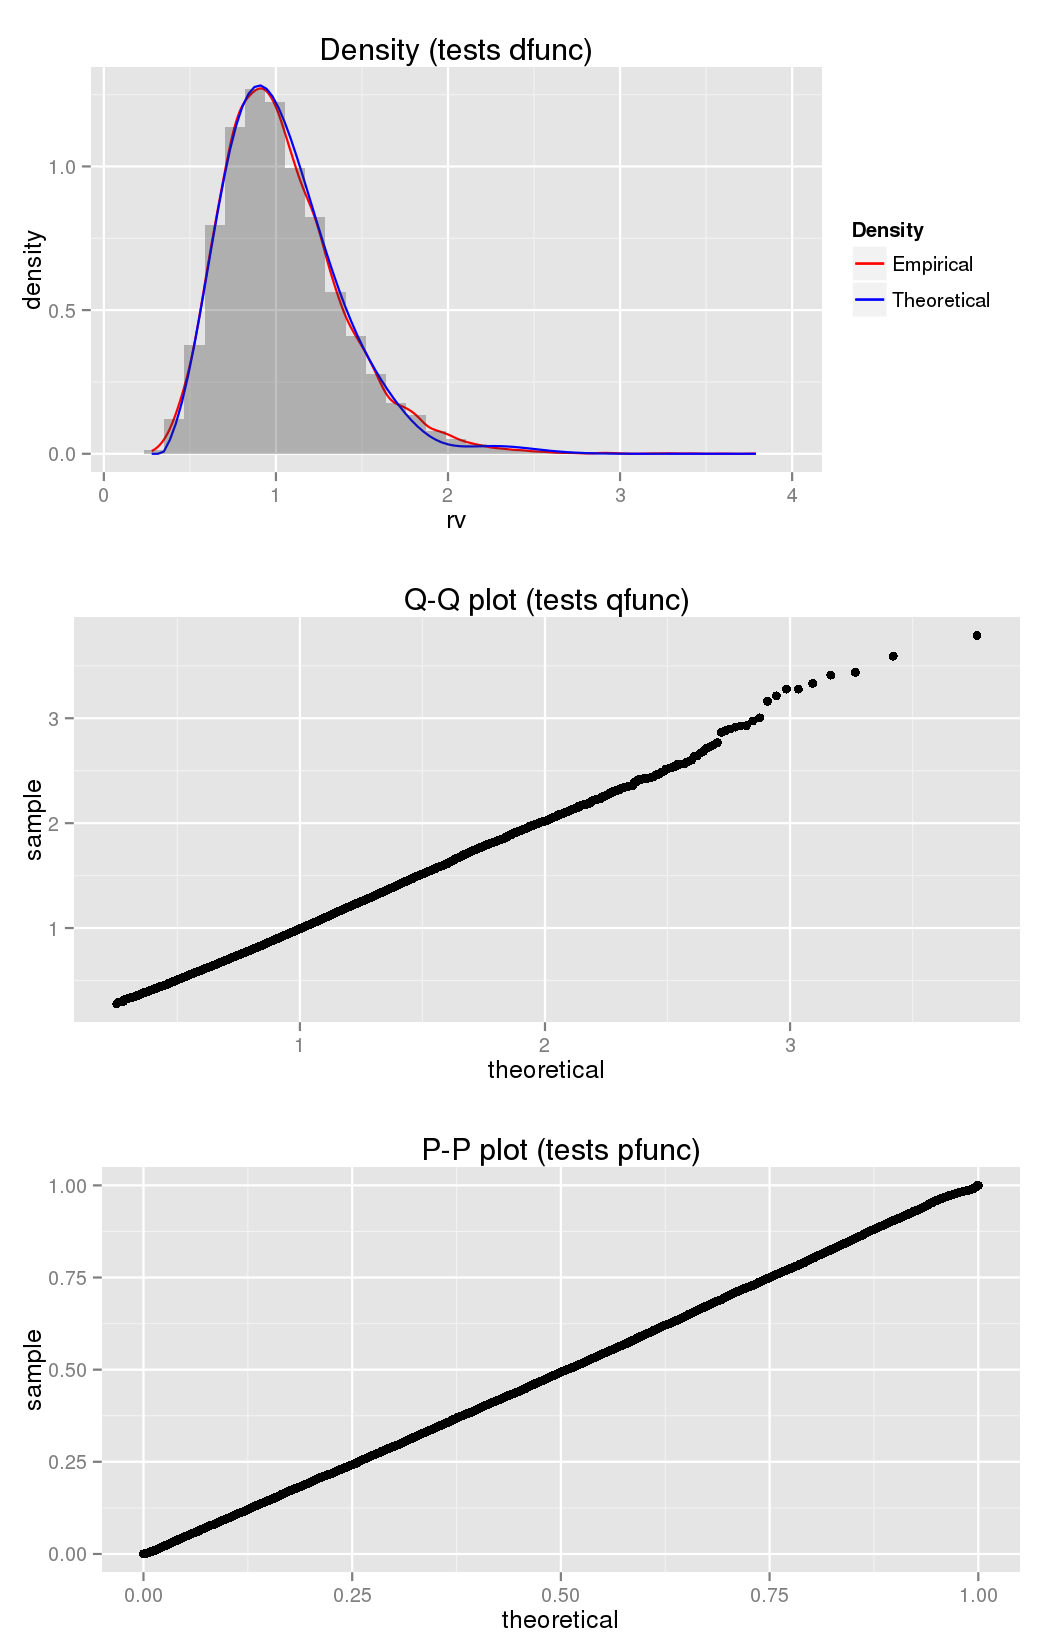 Density (tests dfunc)
density
1.0
0.5
0.0
0 1 2 3 4
rv
Density
Empirical
Theoretical
Q-Q plot (tests qfunc)
sample
3
2
1
1 2 3
theoretical
P-P plot (tests pfunc)
sample
1.00
0.75
0.50
0.25
0.00
0.00 0.25 0.50 0.75 1.00
theoretical